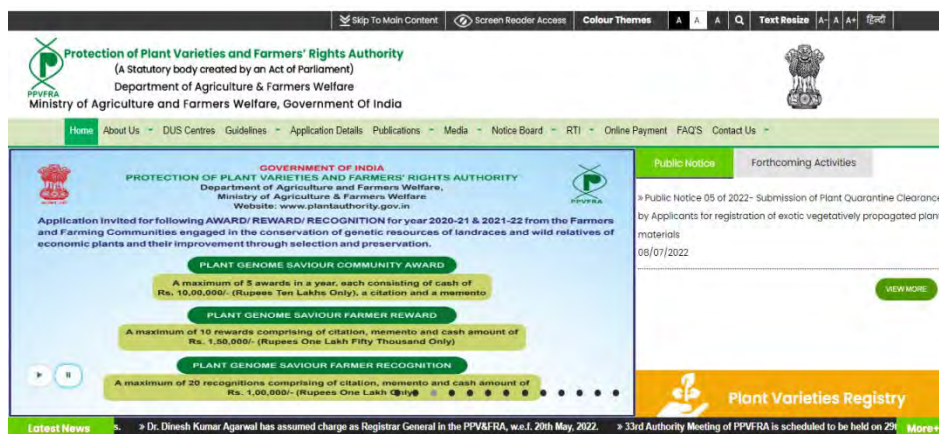 Skip To Main Content Screen Reader Access Colour Themes A A A Text Resize A- A A+ हिन्दी
Protection of Plant Varieties and Farmers' Rights Authority
(A Statutory body created by an Act of Parliament)
Department of Agriculture & Farmers Welfare
Ministry of Agriculture and Farmers Welfare, Government Of India
PPVFRA
Home About Us DUS Centres Guidelines Application Details Publications Media Notice Board RTI Online Payment FAQ'S Contact Us
GOVERNMENT OF INDIA
PROTECTION OF PLANT VARIETIES AND FARMERS' RIGHTS AUTHORITY
Department of Agriculture and Farmers Welfare,
Ministry of Agriculture & Farmers Welfare
Website: www.plantauthority.gov.in
PPVFRA
Application Invited for following AWARD/ REWARD/ RECOGNITION for year 2020-21 & 2021-22 from the Farmers
and Farming Communities engaged in the conservation of genetic resources of landraces and wild relatives of
economic plants and their improvement through selection and preservation.
PLANT GENOME SAVIOUR COMMUNITY AWARD
A maximum of 5 awards in a year, each consisting of cash of
Rs. 10,00,000/- (Rupees Ten Lakhs Only), a citation and a memento
PLANT GENOME SAVIOUR FARMER REWARD
A maximum of 10 rewards comprising of citation, memento and cash amount of
Rs. 1,50,000/- (Rupees One Lakh Fifty Thousand Only)
PLANT GENOME SAVIOUR FARMER RECOGNITION
A maximum of 20 recognitions comprising of citation, memento and cash amount of
Rs. 1,00,000/- (Rupees One Lakh Only)
Public Notice Forthcoming Activities
» Public Notice 05 of 2022- Submission of Plant Quarantine Clearance
by Applicants for registration of exotic vegetatively propagated plan
materials
08/07/2022
VIEW MORE
Plant Varieties Registry
Latest News s. » Dr. Dinesh Kumar Agarwal has assumed charge as Registrar General in the PPV&FRA, w.e.f. 20th May, 2022. » 33rd Authority Meeting of PPVFRA is scheduled to be held on 29 More+